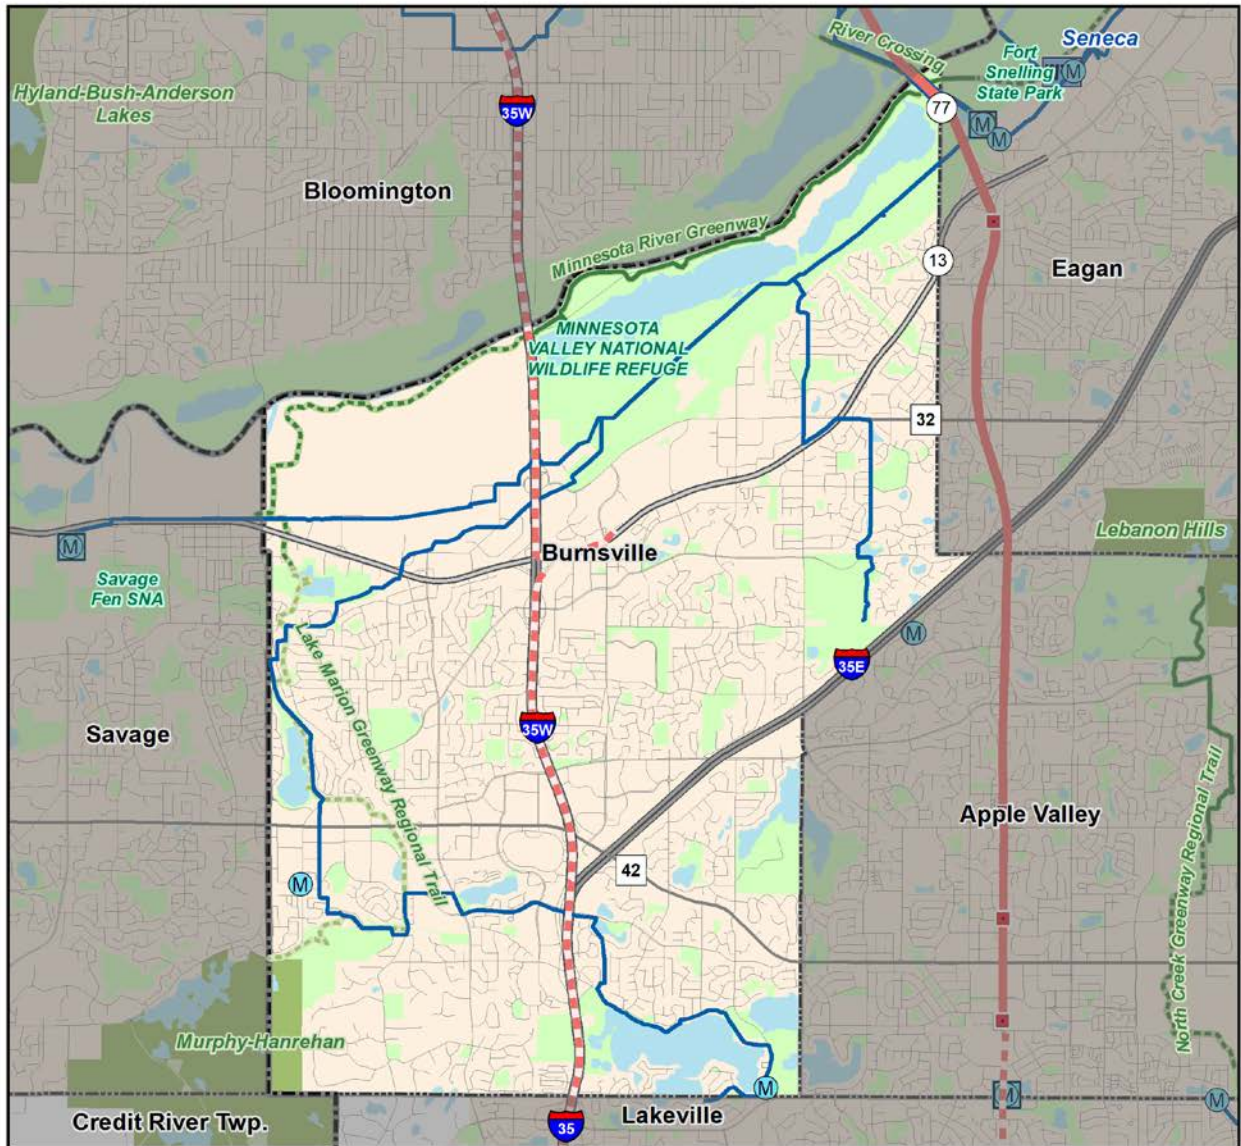 River Crossing
Seneca
Fort
Snelling
State Park
M
Hyland-Bush-Anderson
Lakes
35W
77
M
M
Bloomington
Minnesota River Greenway
13
Eagan
MINNESOTA
VALLEY NATIONAL
WILDLIFE REFUGE
32
Lebanon Hills
M
Burnsville
Savage
Fen SNA
M
35E
Lake Marion Greenway Regional Trail
35W
Savage
Apple Valley
North Creek Greenway Regional Trail
42
M
Murphy-Hanrehan
M
M
M
Credit River Twp.
35
Lakeville